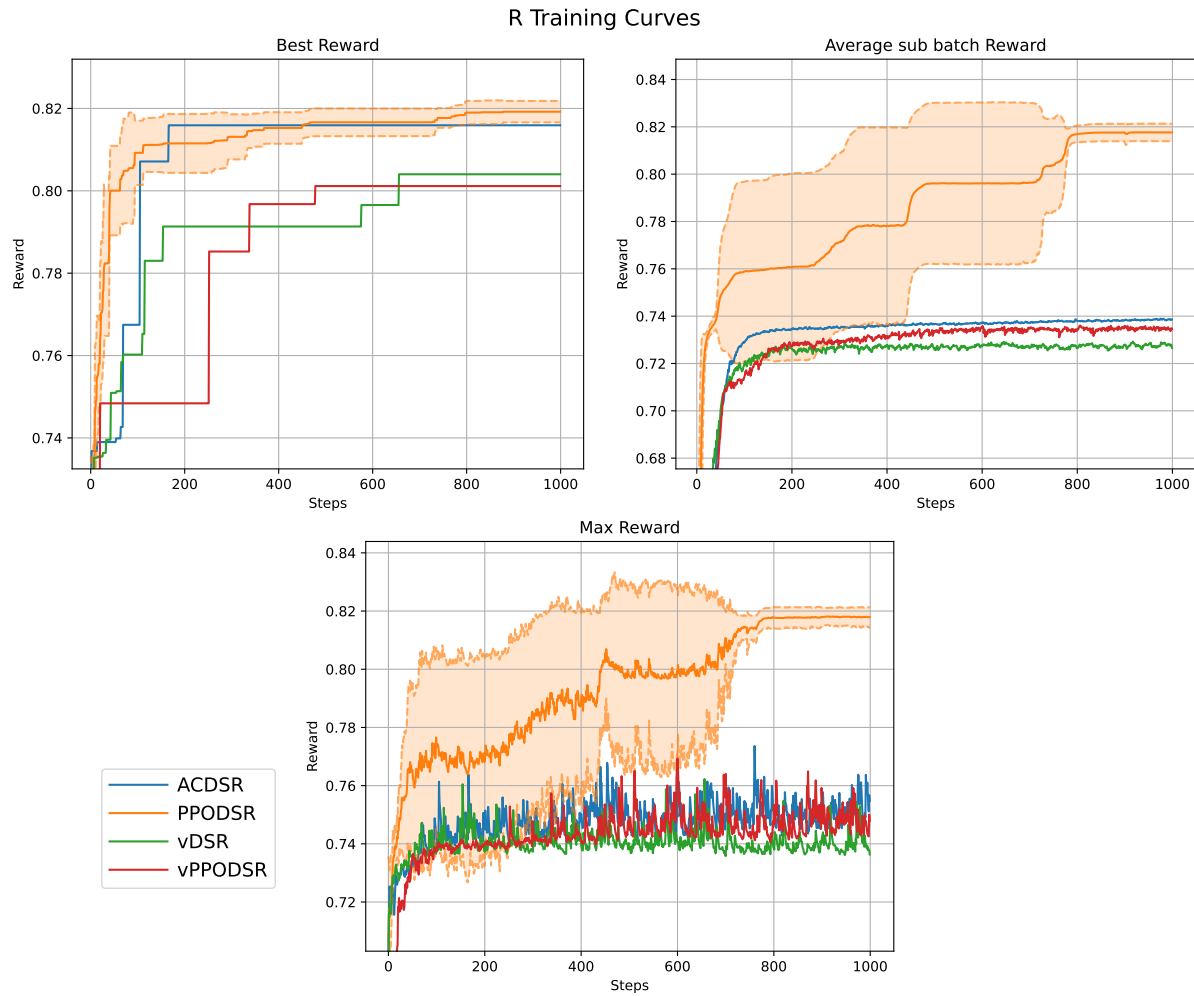 R Training Curves
Best Reward
Reward
0.82
0.80
0.78
0.76
0.74
0 200 400 600 800 1000
Steps
Average sub batch Reward
Reward
0.84
0.82
0.80
0.78
0.76
0.74
0.72
0.70
0.68
0 200 400 600 800 1000
Steps
Max Reward
Reward
0.84
0.82
0.80
0.78
0.76
0.74
0.72
0 200 400 600 800 1000
Steps
ACDSR
PPODSR
vDSR
vPPODSR